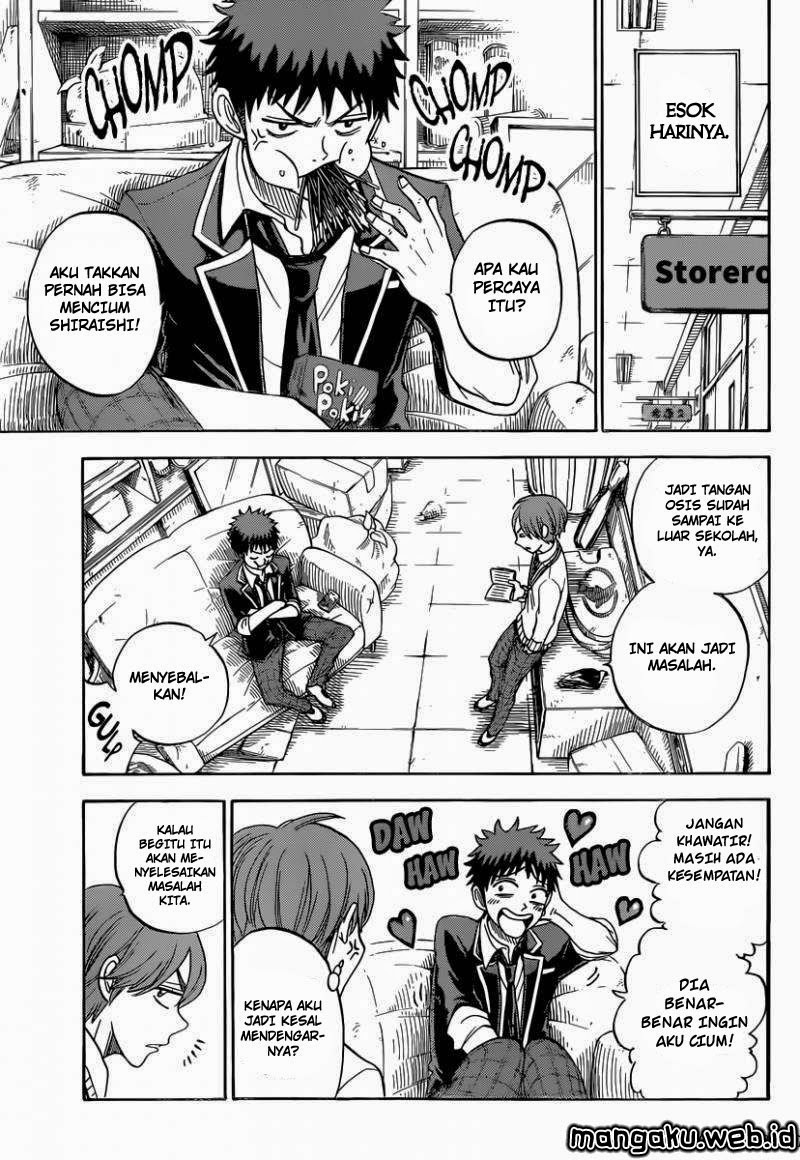 ESOK
HARINYA.
Storero
CHOMP
CHOMP
CHOMP
APA KAU
PERCAYA
ITU?
AKU TAKKAN
PERNAH BISA
MENCIUM
SHIRAISHI!
Poki
Pokiy
JADI TANGAN
OSIS SUDAH
SAMPAI KE
LUAR SEKOLAH,
YA.
INI AKAN JADI
MASALAH.
MENYEBAL-
KAN!
GULP
JANGAN
KHAWATIR!
MASIH ADA
KESEMPATAN!
DIA
BENAR-
BENAR INGIN
AKU CIUM!
DAW
HAW
HAW
KENAPA AKU
JADI KESAL
MENDENGAR-
NYA?
KALAU
BEGITU ITU
AKAN ME-
NYELESAIKAN
MASALAH
KITA.
mangaku.web.id